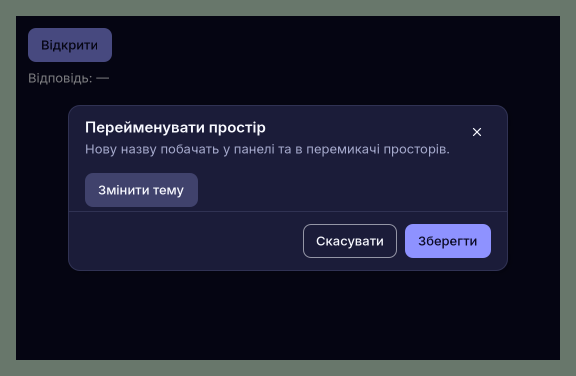 Відкрити
Відповідь: —
Перейменувати простір
Нову назву побачать у панелі та в перемикачі просторів.
Змінити тему
Скасувати
Зберегти